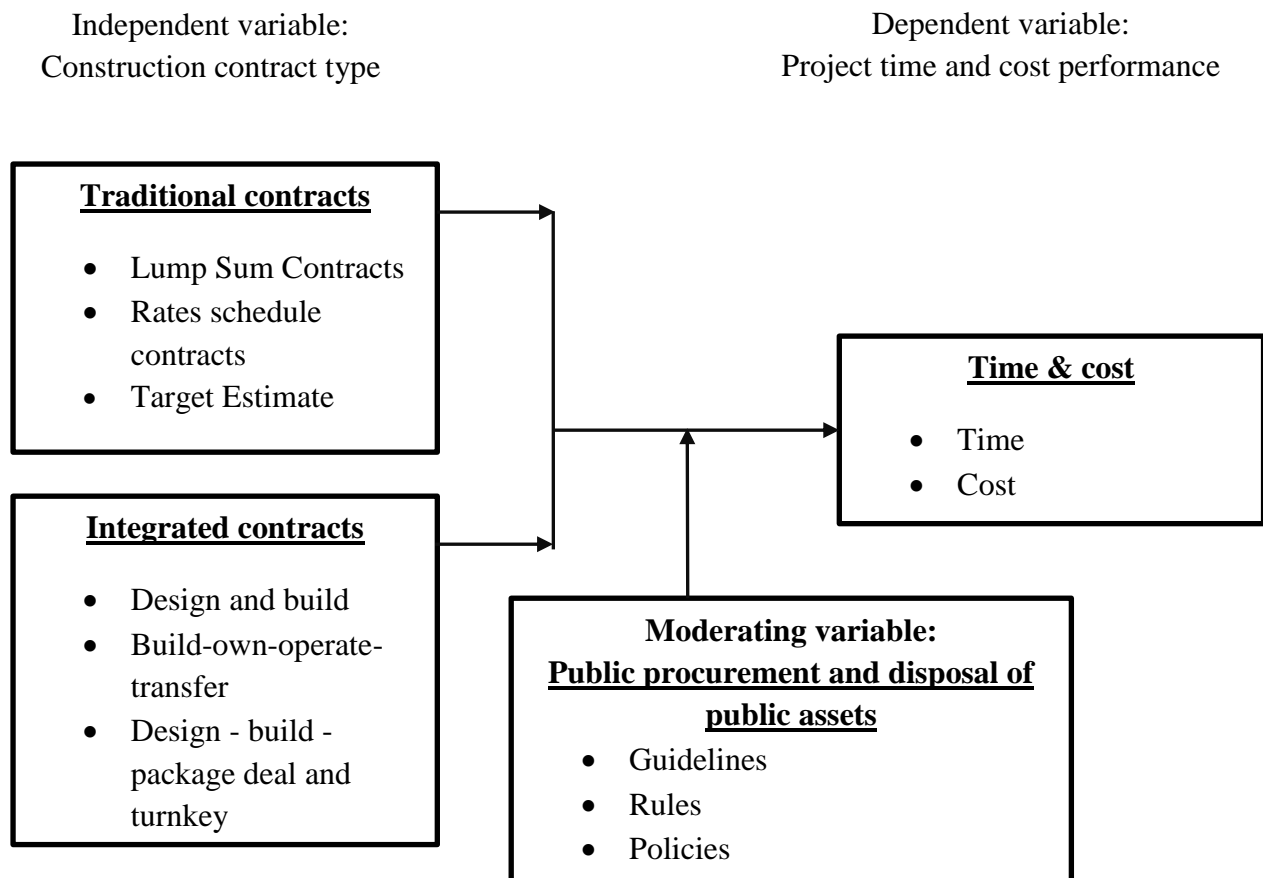 Independent variable:
Construction contract type
Dependent variable:
Project time and cost performance
Traditional contracts
• Lump Sum Contracts
• Rates schedule
contracts
• Target Estimate
Integrated contracts
• Design and build
• Build-own-operate-
transfer
• Design - build -
package deal and
turnkey
Time & cost
• Time
• Cost
Moderating variable:
Public procurement and disposal of
public assets
• Guidelines
• Rules
• Policies